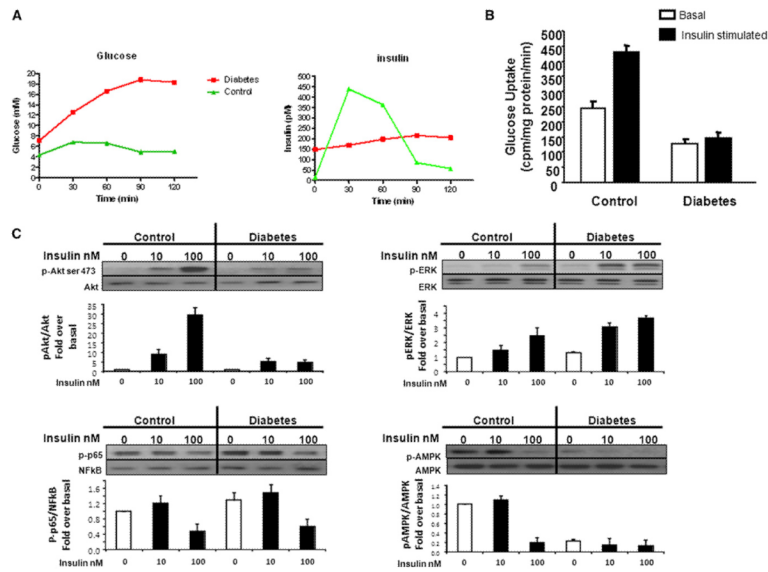 A
Glucose
Glucose (mM)
20
18
16
14
12
10
8
6
4
2
0
0 30 60 90 120
Time (min)
Diabetes
Control
insulin
Insulin (pM)
500
450
400
350
300
250
200
150
100
50
0
0 30 60 90 120
Time (min)
B
Basal
Insulin stimulated
Glucose Uptake
(cpm/mg protein/min)
500
450
400
350
300
250
200
150
100
50
0
Control Diabetes
C
Control Diabetes
Insulin nM 0 10 100 0 10 100
p-Akt ser 473
Akt
pAkt/Akt
Fold over
basal
35
30
25
20
15
10
5
0
Insulin nM 0 10 100 0 10 100
Control Diabetes
Insulin nM 0 10 100 0 10 100
p-ERK
ERK
pERK/ERK
Fold over basal
4
3
2
1
0
Insulin nM 0 10 100 0 10 100
Control Diabetes
Insulin nM 0 10 100 0 10 100
p-p65
NFkB
P-p65/NFkB
Fold over basal
1.6
1.2
0.8
0.4
0.0
Insulin nM 0 10 100 0 10 100
Control Diabetes
Insulin nM 0 10 100 0 10 100
p-AMPK
AMPK
pAMPK/AMPK
Fold over basal
1.4
1.2
1.0
0.8
0.6
0.4
0.2
0.0
Insulin nM 0 10 100 0 10 100